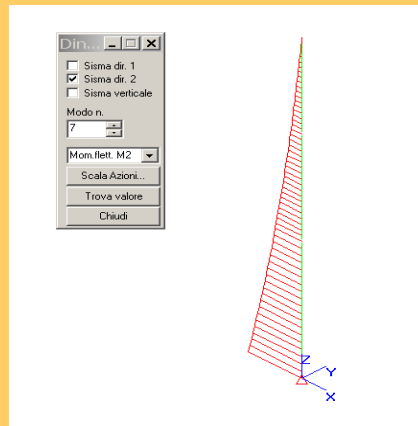 Din...
Sisma dir. 1
Sisma dir. 2
Sisma verticale
Modo n.
7
Mom.flett. M2
Scala Azioni...
Trova valore
Chiudi
Z
Y
X